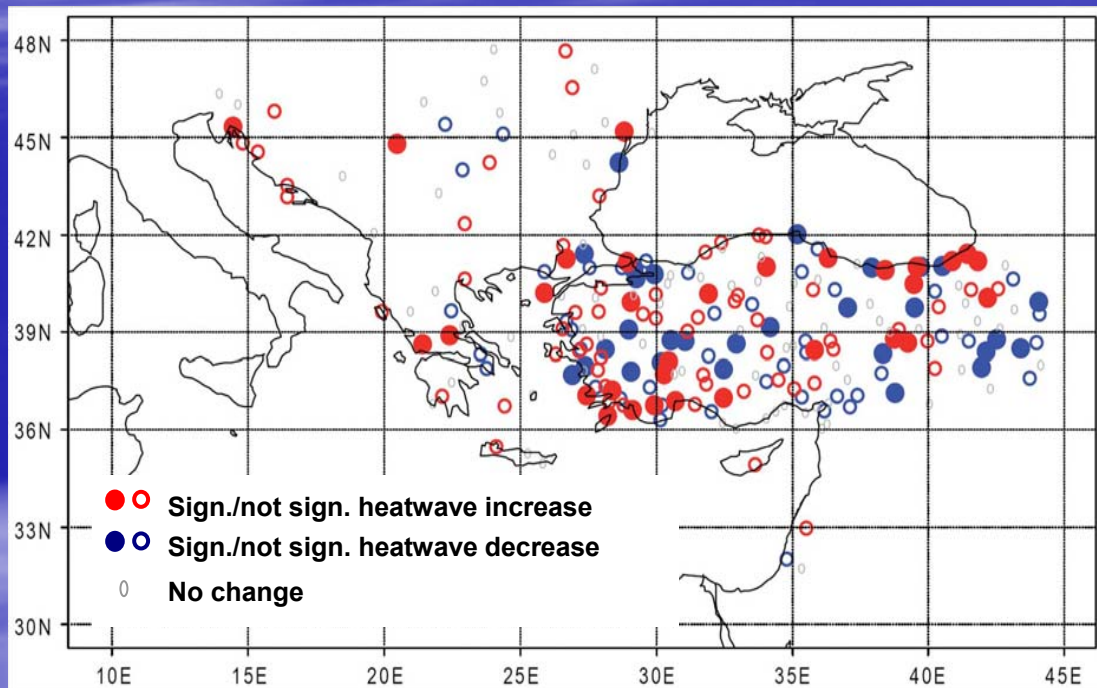 48N
45N
42N
39N
36N
33N
30N
Sign./not sign. heatwave increase
Sign./not sign. heatwave decrease
No change
10E 15E 20E 25E 30E 35E 40E 45E